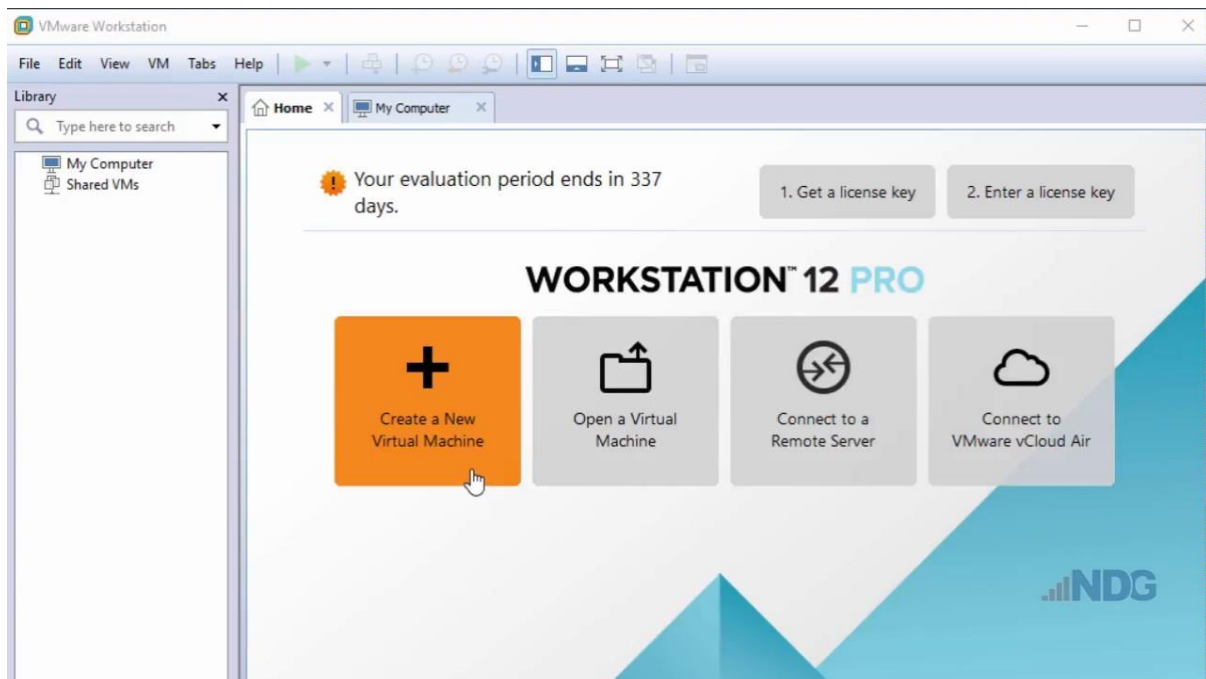 VMware Workstation
File Edit View VM Tabs Help
Library
Type here to search
My Computer
Shared VMs
Home
My Computer
Your evaluation period ends in 337
days.
1. Get a license key
2. Enter a license key
WORKSTATION™ 12 PRO
Create a New
Virtual Machine
Open a Virtual
Machine
Connect to a
Remote Server
Connect to
VMware vCloud Air
NDG